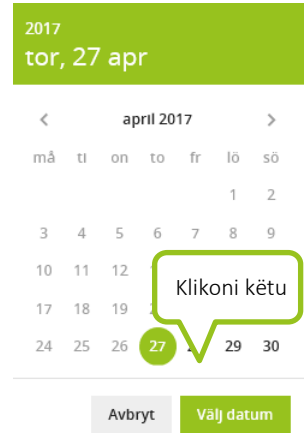 2017
tor, 27 apr
april 2017
må ti on to fr lö sö
1 2
3 4 5 6 7 8 9
10 11 12
Klikoni këtu
17 18 19
24 25 26 27 29 30
Avbryt Välj datum